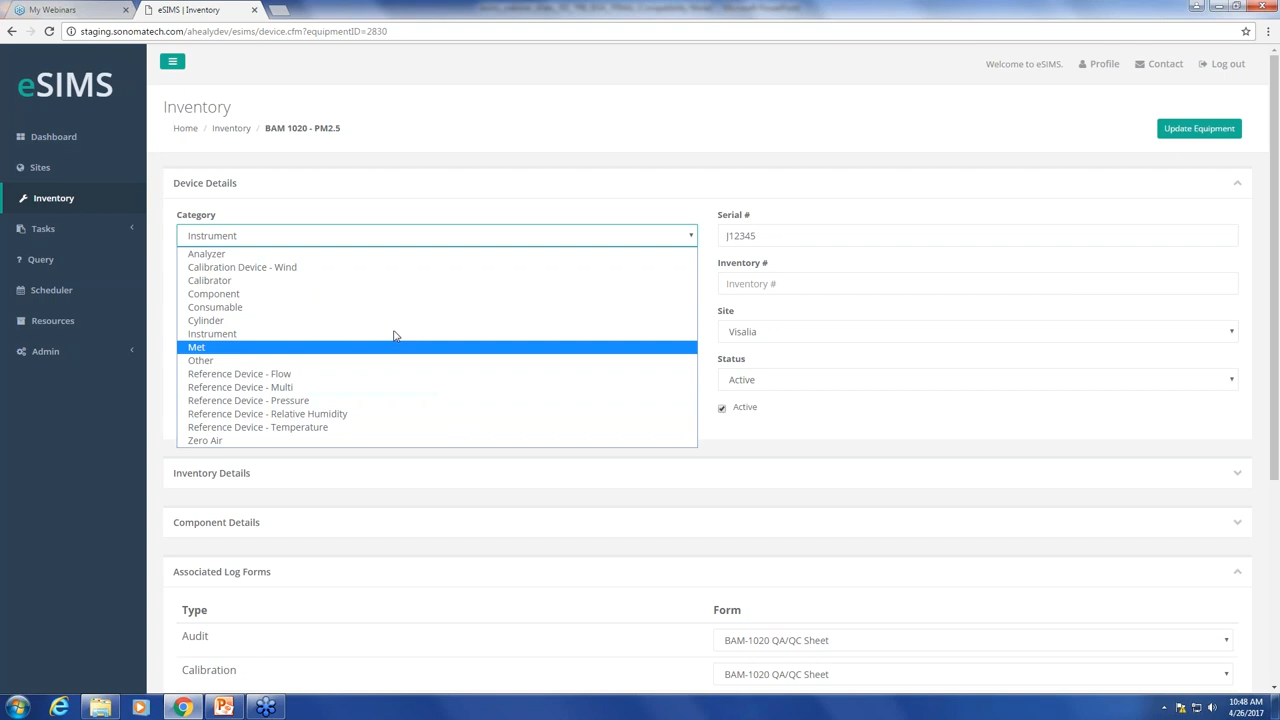 My Webinars
eSIMS | Inventory
staging.sonomatech.com/ahealydev/esims/device.cfm?equipmentID=2830
eSIMS
Welcome to eSIMS.
Profile
Contact
Log out
Dashboard
Sites
Inventory
Tasks
Query
Scheduler
Resources
Admin
Inventory
Home / Inventory / BAM 1020 - PM2.5
Update Equipment
Device Details
Category
Instrument
Analyzer
Calibration Device - Wind
Calibrator
Component
Consumable
Cylinder
Instrument
Met
Other
Reference Device - Flow
Reference Device - Multi
Reference Device - Pressure
Reference Device - Relative Humidity
Reference Device - Temperature
Zero Air
Serial #
J12345
Inventory #
Inventory #
Site
Visalia
Status
Active
Active
Inventory Details
Component Details
Associated Log Forms
Type Form
Audit BAM-1020 QA/QC Sheet
Calibration BAM-1020 QA/QC Sheet
10:48 AM
4/26/2017